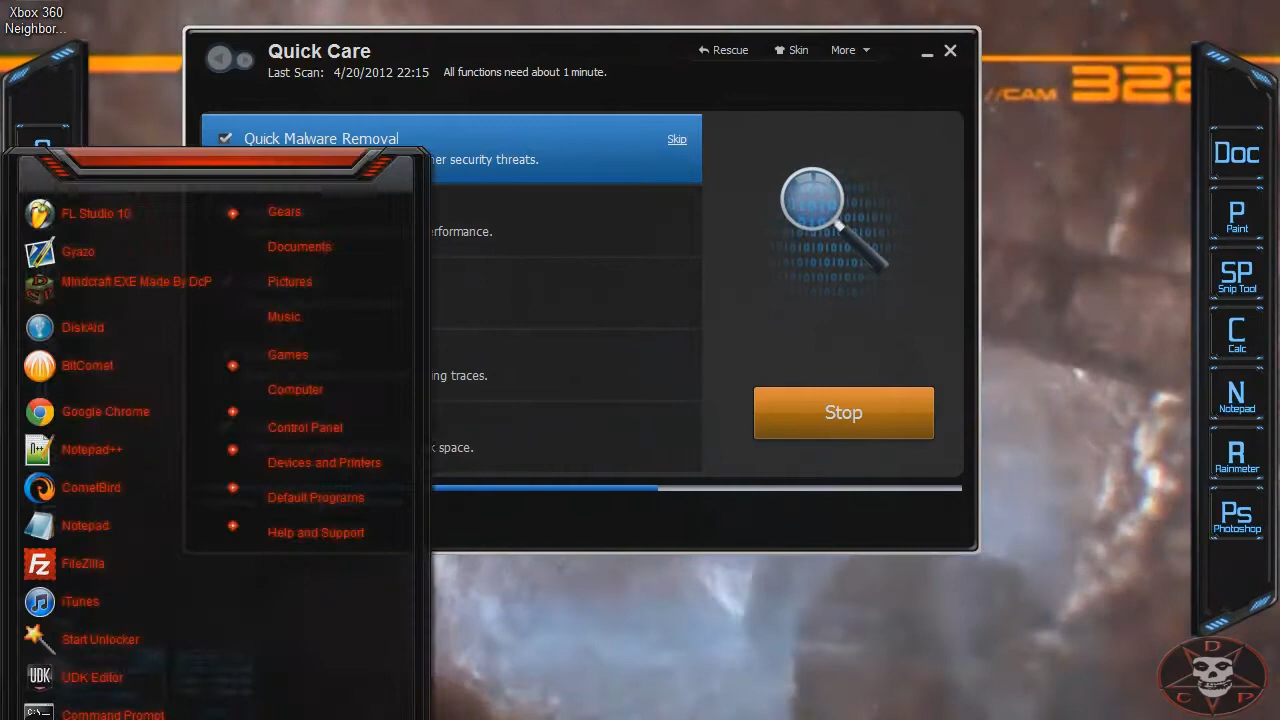 Xbox 360
Neighbor...
Quick Care
Last Scan: 4/20/2012 22:15 All functions need about 1 minute.
Rescue
Skin
More
//CAM 322
Quick Malware Removal
Skip
er security threats.
erformance.
ing traces.
k space.
Stop
FL Studio 10
Gyazo
Mindcraft EXE Made By DcP
DiskAid
BitComet
Google Chrome
Notepad++
CometBird
Notepad
FileZilla
iTunes
Start Unlocker
UDK
UDK Editor
C:\-
Command Prompt
Gears
Documents
Pictures
Music
Games
Computer
Control Panel
Devices and Printers
Default Programs
Help and Support
Doc
P
Paint
SP
Snip Tool
C
Calc
N
Notepad
R
Rainmeter
Ps
Photoshop
D
C P